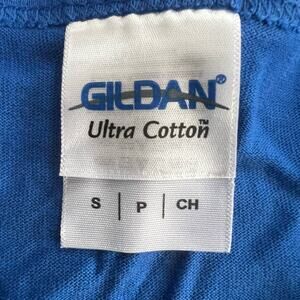 GILDAN®
Ultra Cotton™
S | P | CH